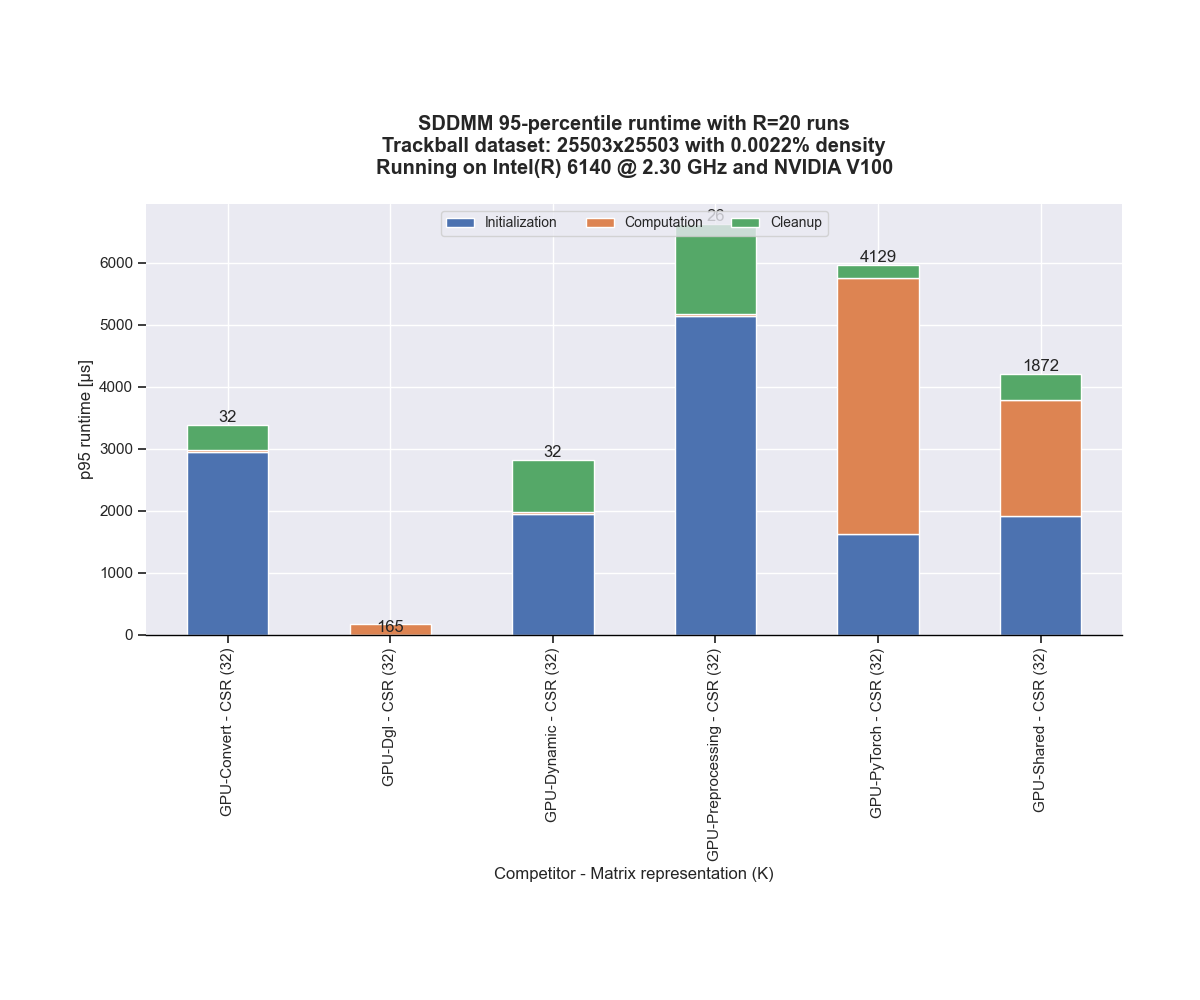 SDDMM 95-percentile runtime with R=20 runs
Trackball dataset: 25503x25503 with 0.0022% density
Running on Intel(R) 6140 @ 2.30 GHz and NVIDIA V100
Initialization
Computation
Cleanup
26
4129
1872
32
32
165
p95 runtime [µs]
6000
5000
4000
3000
2000
1000
0
GPU-Convert - CSR (32)
GPU-Dgl - CSR (32)
GPU-Dynamic - CSR (32)
GPU-Preprocessing - CSR (32)
GPU-PyTorch - CSR (32)
GPU-Shared - CSR (32)
Competitor - Matrix representation (K)